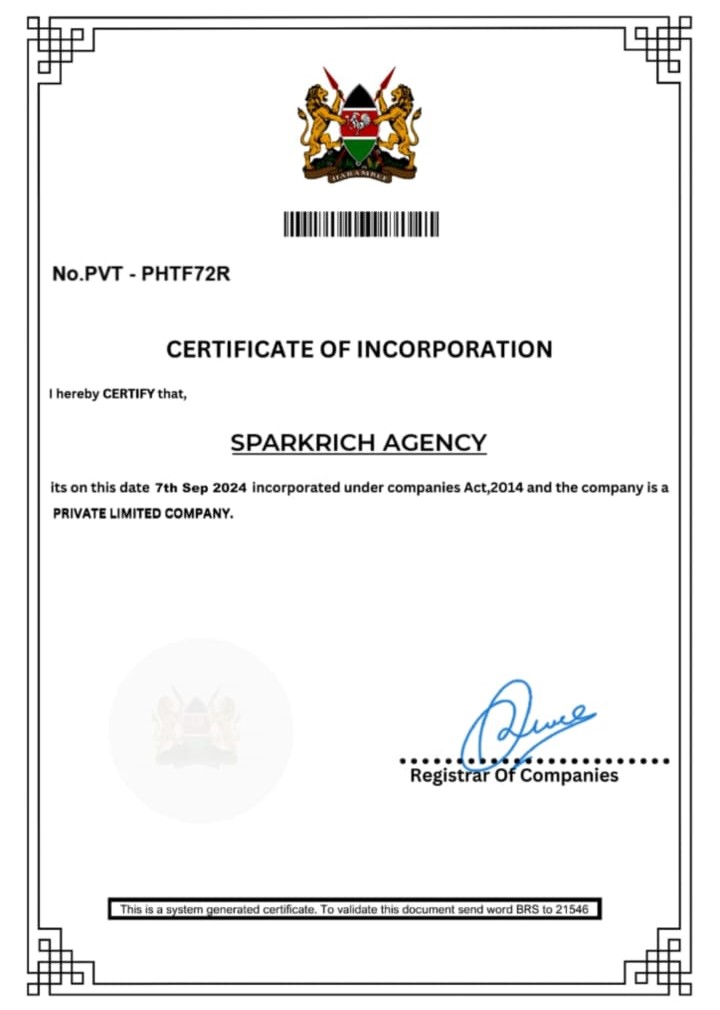 HARAMBEE
No.PVT - PHTF72R
CERTIFICATE OF INCORPORATION
I hereby CERTIFY that,
SPARKRICH AGENCY
its on this date 7th Sep 2024 incorporated under companies Act,2014 and the company is a
PRIVATE LIMITED COMPANY.
Registrar Of Companies
This is a system generated certificate. To validate this document send word BRS to 21546